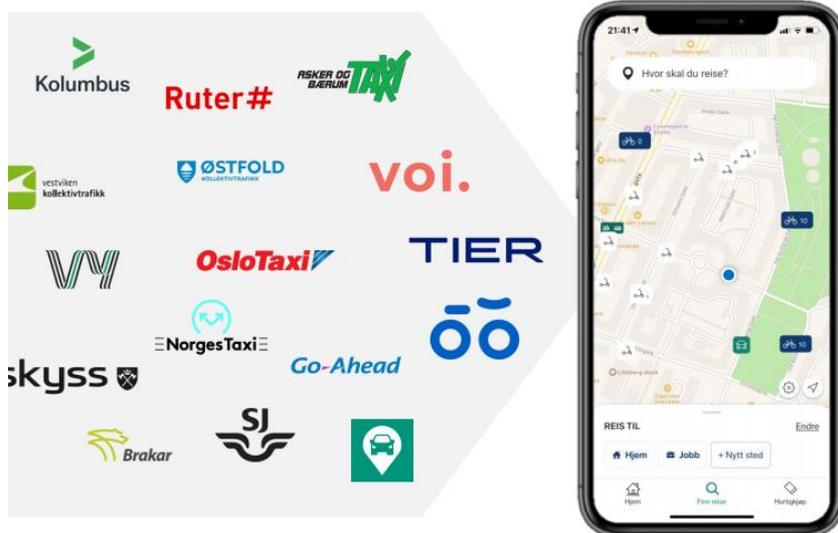 Kolumbus
Ruter#
ASKER OG
BÆRUM TAXI
vestviken
kollektivtrafikk
ØSTFOLD
KOLLEKTIVTRAFIKK
voi.
VY
OsloTaxi
TIER
NorgesTaxi
skyss
Go-Ahead
Brakar
SJ
21:41
Hvor skal du reise?
0
10
10
REIS TIL
Endre
Hjem
Jobb
+ Nytt sted
Hjem
Finn reise
Hurtigkjøp